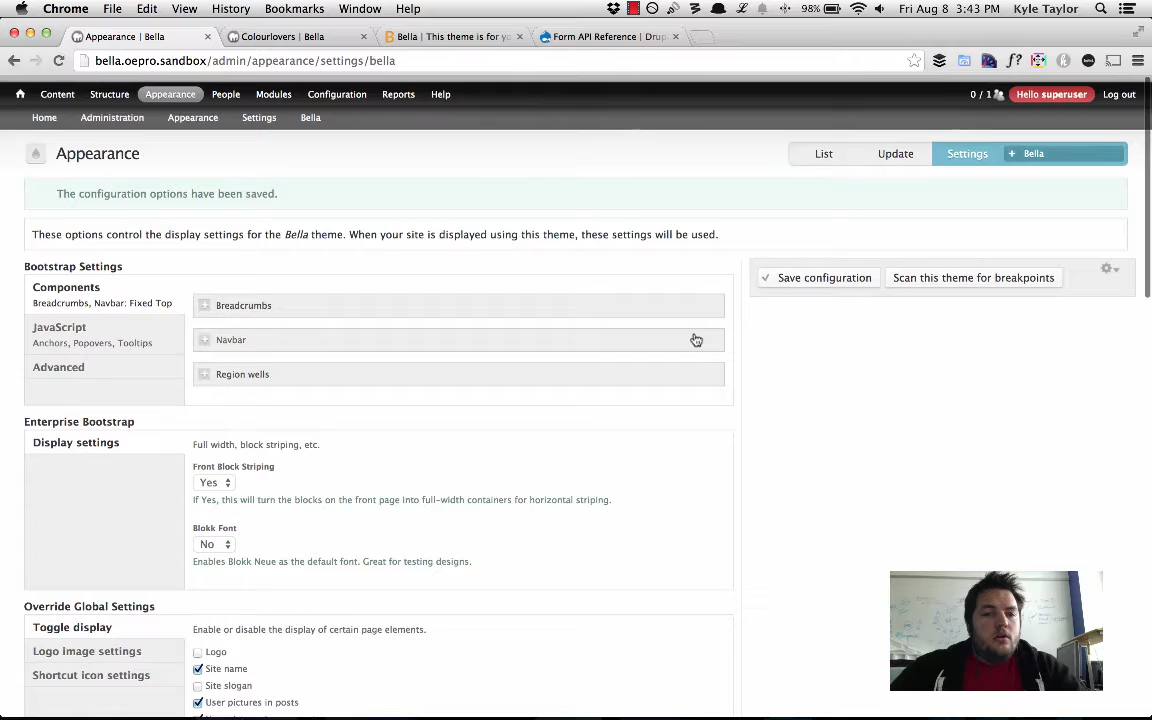 Chrome File Edit View History Bookmarks Window Help 98% Fri Aug 8 3:43 PM Kyle Taylor
Appearance | Bella Colourlovers | Bella Bella | This theme is for yo Form API Reference | Drup
bella.oepro.sandbox/admin/appearance/settings/bella
Content Structure Appearance People Modules Configuration Reports Help 0 / 1 Hello superuser Log out
Home Administration Appearance Settings Bella
Appearance List Update Settings + Bella
The configuration options have been saved.
These options control the display settings for the Bella theme. When your site is displayed using this theme, these settings will be used.
Bootstrap Settings
Save configuration Scan this theme for breakpoints
Components
Breadcrumbs, Navbar: Fixed Top
Breadcrumbs
JavaScript
Anchors, Popovers, Tooltips
Navbar
Advanced
Region wells
Enterprise Bootstrap
Display settings
Full width, block striping, etc.
Front Block Striping
Yes
If Yes, this will turn the blocks on the front page into full-width containers for horizontal striping.
Blokk Font
No
Enables Blokk Neue as the default font. Great for testing designs.
Override Global Settings
Toggle display
Enable or disable the display of certain page elements.
Logo image settings
Logo
Site name
Shortcut icon settings
Site slogan
User pictures in posts